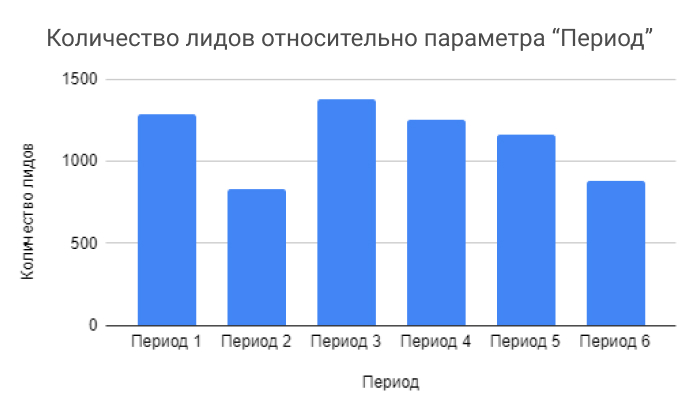 Количество лидов относительно параметра “Период”
Количество лидов
1500
1000
500
0
Период 1
Период 2
Период 3
Период 4
Период 5
Период 6
Период